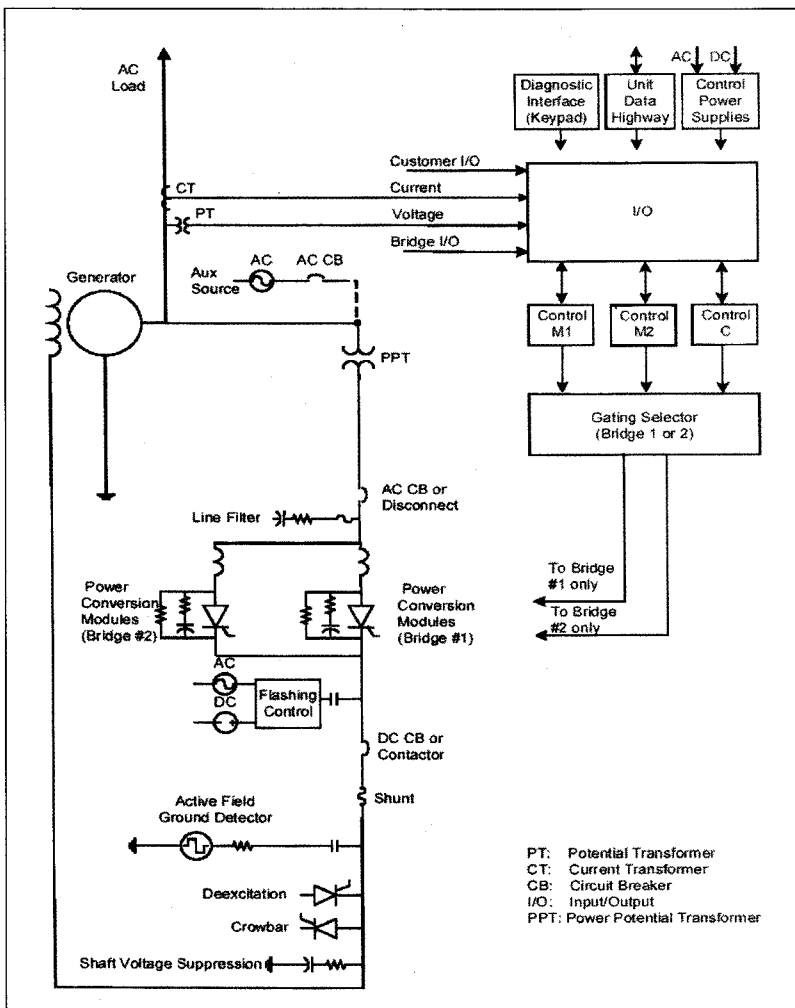 AC
Load
AC
DC
Diagnostic
Interface
(Keypad)
Unit
Data
Highway
Control
Power
Supplies
Customer I/O
CT
Current
PT
Voltage
Bridge I/O
I/O
Generator
Aux
Source
AC
AC CB
PPT
Control
M1
Control
M2
Control
C
Gating Selector
(Bridge 1 or 2)
AC CB or
Disconnect
Line Filter
Power
Conversion
Modules
(Bridge #2)
Power
Conversion
Modules
(Bridge #1)
To Bridge
#1 only
To Bridge
#2 only
AC
DC
Flashing
Control
DC CB or
Contactor
Shunt
Active Field
Ground Detector
Deexcitation
Crowbar
Shaft Voltage Suppression
PT: Potential Transformer
CT: Current Transformer
CB: Circuit Breaker
I/O: Input/Output
PPT: Power Potential Transformer